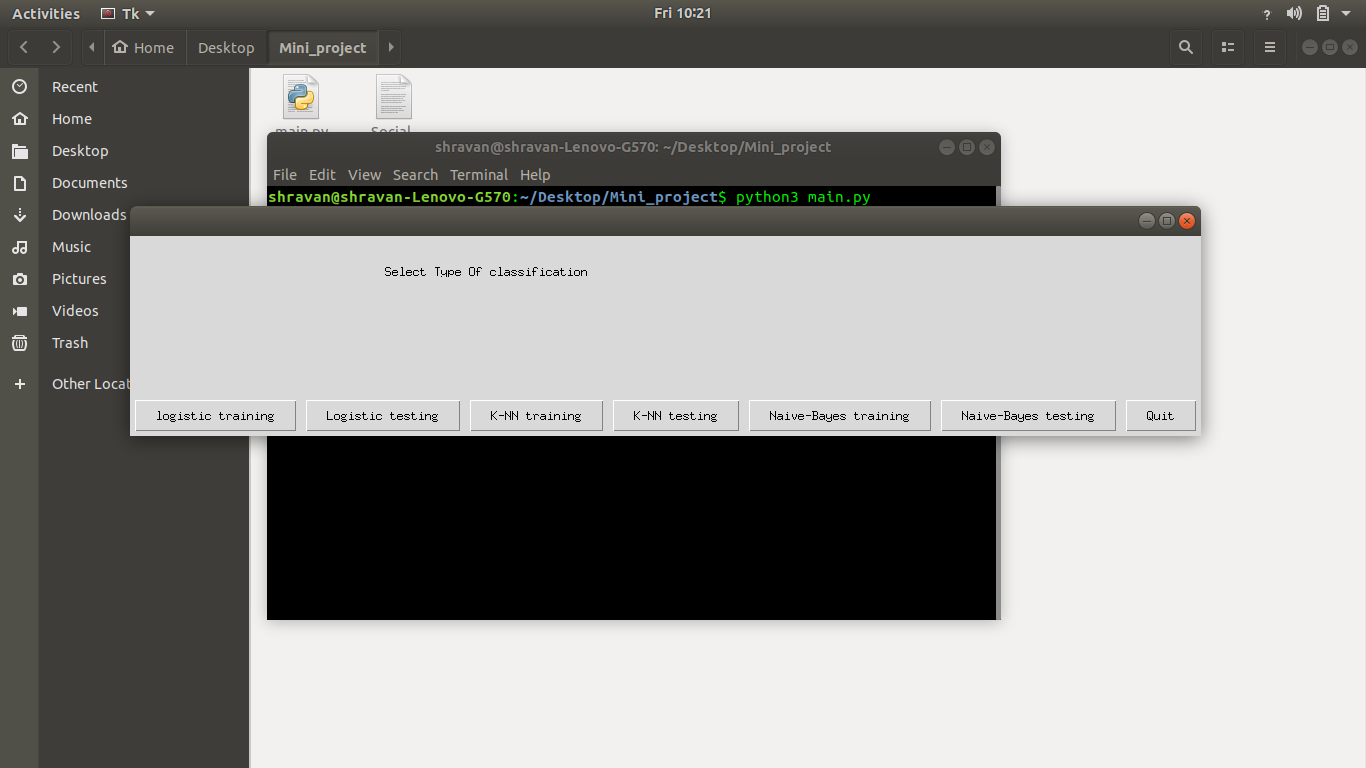 Activities Tk Fri 10:21 ?
Home Desktop Mini_project
Recent
Home
Desktop
Documents
Downloads
Music
Pictures
Videos
Trash
Other Locat
main.py Social
shravan@shravan-Lenovo-G570: ~/Desktop/Mini_project
File Edit View Search Terminal Help
shravan@shravan-Lenovo-G570:~/Desktop/Mini_project$ python3 main.py
Select Type Of classification
logistic training Logistic testing K-NN training K-NN testing Naive-Bayes training Naive-Bayes testing Quit